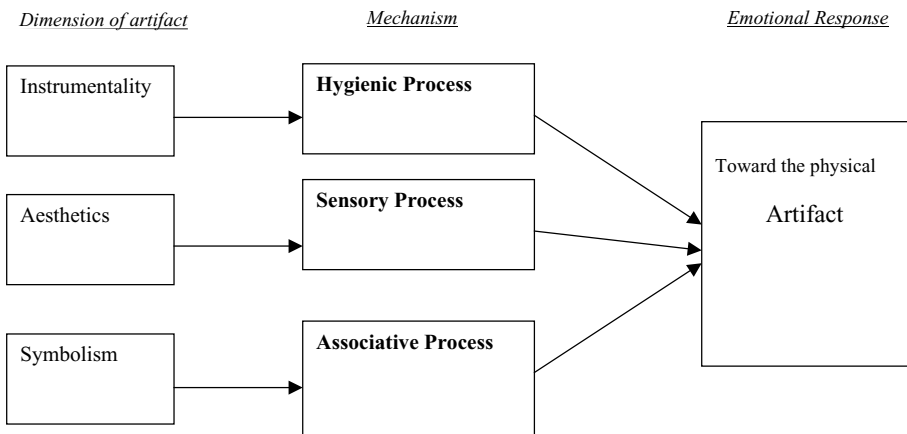 Dimension of artifact
Mechanism
Emotional Response
Instrumentality
Hygienic Process
Toward the physical
Artifact
Aesthetics
Sensory Process
Symbolism
Associative Process